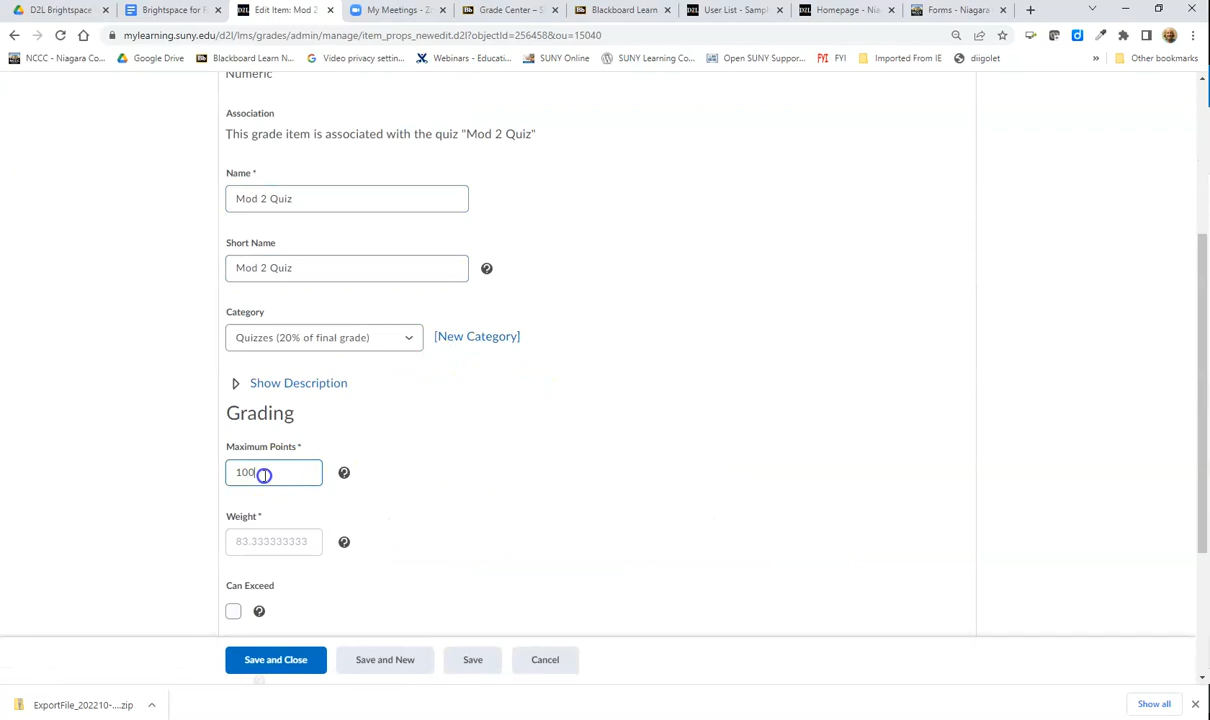 D2L Brightspace
Brightspace for F
Edit Item: Mod 2
My Meetings - Zo
Grade Center – S
Blackboard Learn
User List - Sampl
Homepage - Nia
Forms - Niagara
mylearning.suny.edu/d2l/lms/grades/admin/manage/item_props_newedit.d2l?objectId=256458&ou=15040
NCCC - Niagara Co...
Google Drive
Blackboard Learn N...
Video privacy settin...
Webinars - Educati...
SUNY Online
SUNY Learning Co...
Open SUNY Suppor...
FYI
Imported From IE
diigolet
»
Other bookmarks
Numeric
Association
This grade item is associated with the quiz "Mod 2 Quiz"
Name *
Mod 2 Quiz
Short Name
Mod 2 Quiz
Category
Quizzes (20% of final grade)
[New Category]
Show Description
Grading
Maximum Points *
100
Weight *
83.333333333
Can Exceed
Save and Close
Save and New
Save
Cancel
ExportFile_202210-....zip
Show all